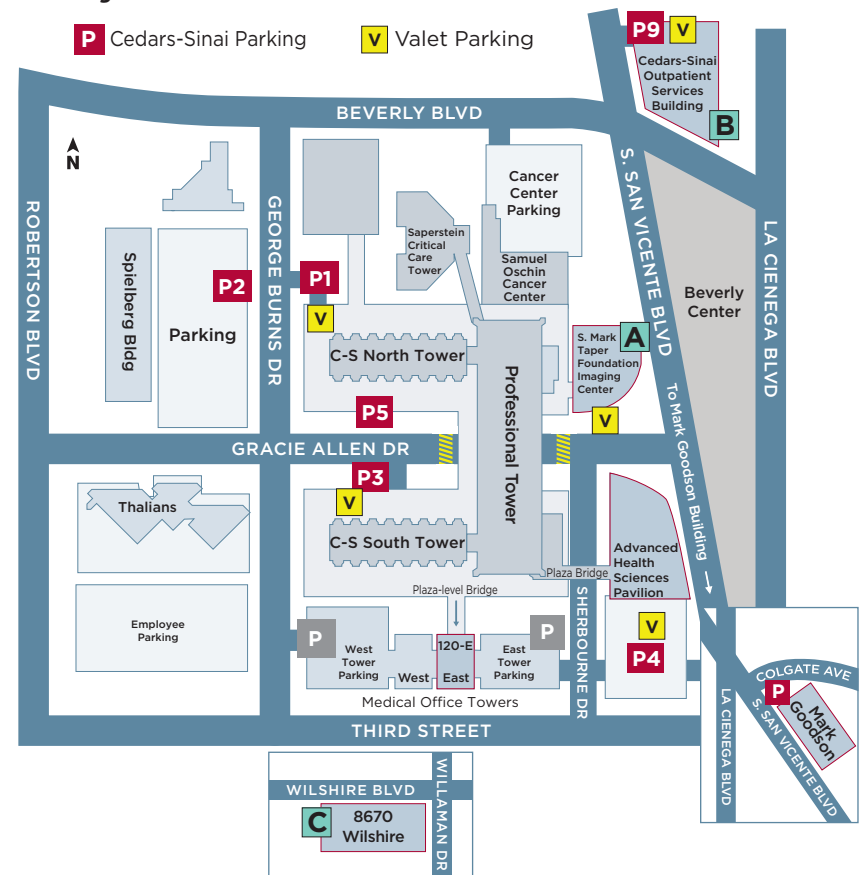 P Cedars-Sinai Parking
V Valet Parking
P9 V
Cedars-Sinai
Outpatient
Services
Building
B
BEVERLY BLVD
N
ROBERTSON BLVD
GEORGE BURNS DR
S. SAN VICENTE BLVD
LA CIENEGA BLVD
Cancer
Center
Parking
Saperstein
Critical
Care
Tower
Samuel
Oschin
Cancer
Center
Spielberg Bldg
P2
Parking
P1
V
Beverly
Center
C-S North Tower
Professional Tower
A
S. Mark
Taper
Foundation
Imaging
Center
V
To Mark Goodson Building
P5
GRACIE ALLEN DR
P3
V
Thalians
C-S South Tower
Advanced
Health
Sciences
Pavilion
Plaza Bridge
Plaza-level Bridge
SHERBOURNE DR
Employee
Parking
P
West
Tower
Parking
West
120-E
East
P
East
Tower
Parking
V
P4
Medical Office Towers
THIRD STREET
COLGATE AVE
P
Mark
Goodson
LA CIENEGA BLVD
S. SAN VICENTE BLVD
WILSHIRE BLVD
WILLAMAN DR
C
8670
Wilshire